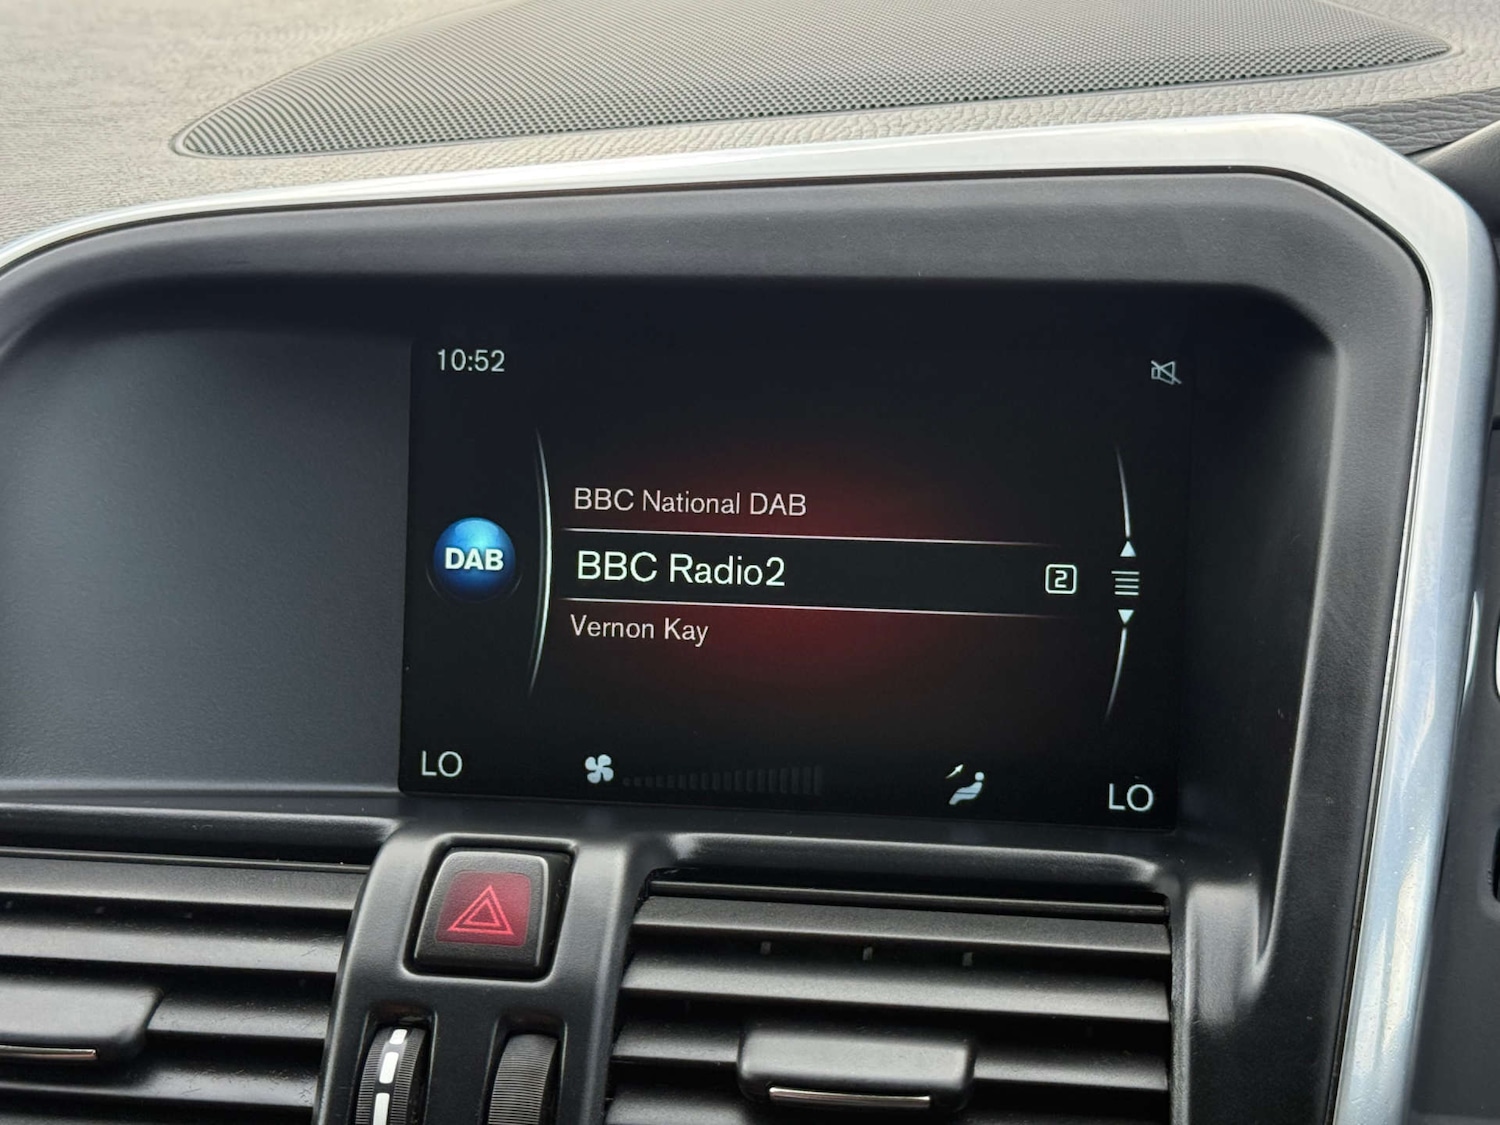 10:52
BBC National DAB
DAB
BBC Radio2
2
Vernon Kay
LO
LO